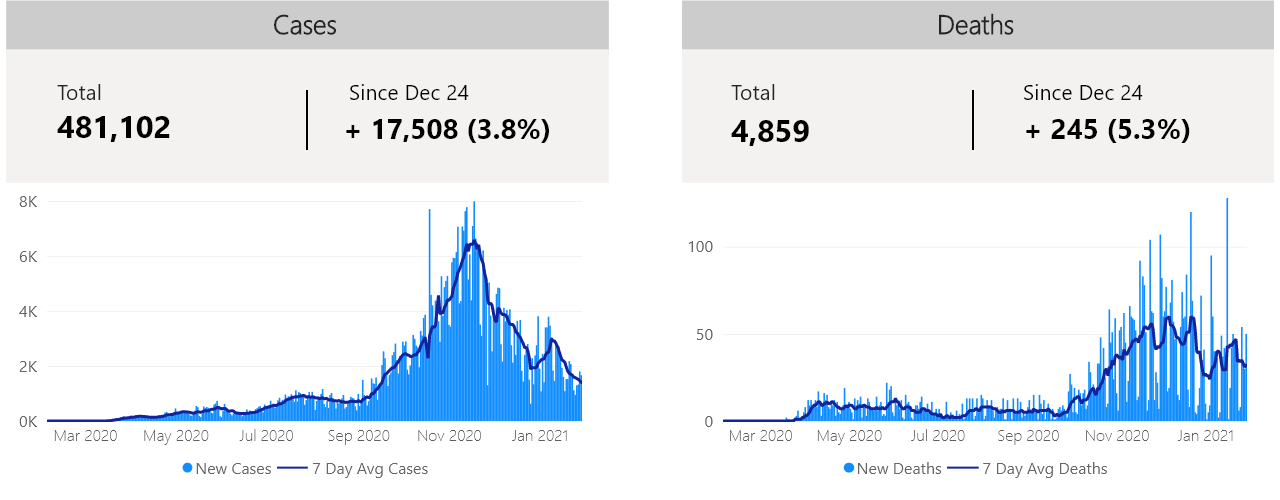 Cases
Total
481,102
Since Dec 24
+ 17,508 (3.8%)
8K
6K
4K
2K
0K
Mar 2020 May 2020 Jul 2020 Sep 2020 Nov 2020 Jan 2021
New Cases 7 Day Avg Cases
Deaths
Total
4,859
Since Dec 24
+ 245 (5.3%)
100
50
0
Mar 2020 May 2020 Jul 2020 Sep 2020 Nov 2020 Jan 2021
New Deaths 7 Day Avg Deaths